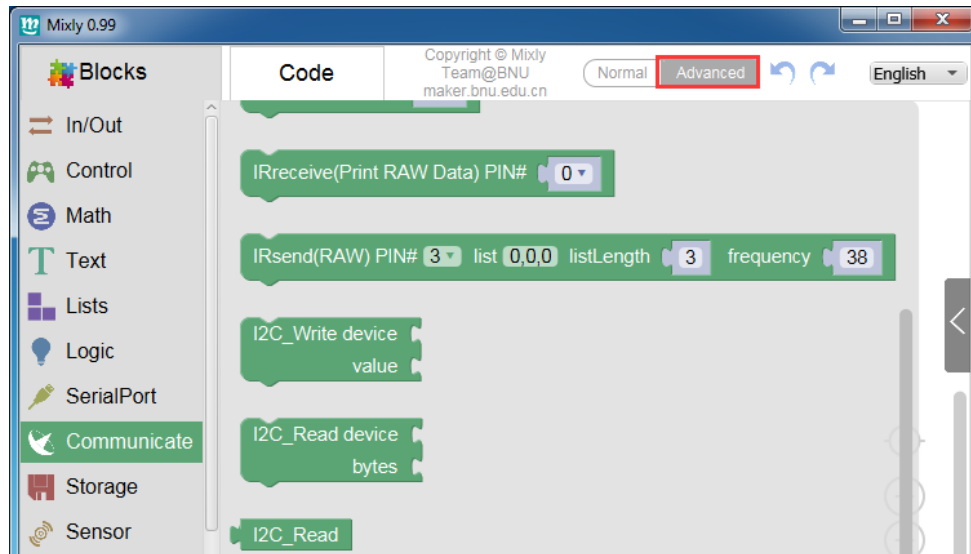 Mixly 0.99
Blocks
Code
Copyright © Mixly
Team@BNU
maker.bnu.edu.cn
Normal
Advanced
English
In/Out
Control
Math
Text
Lists
Logic
SerialPort
Communicate
Storage
Sensor
IRreceive(Print RAW Data) PIN# 0
IRsend(RAW) PIN# 3 list 0,0,0 listLength 3 frequency 38
I2C_Write device
value
I2C_Read device
bytes
I2C_Read